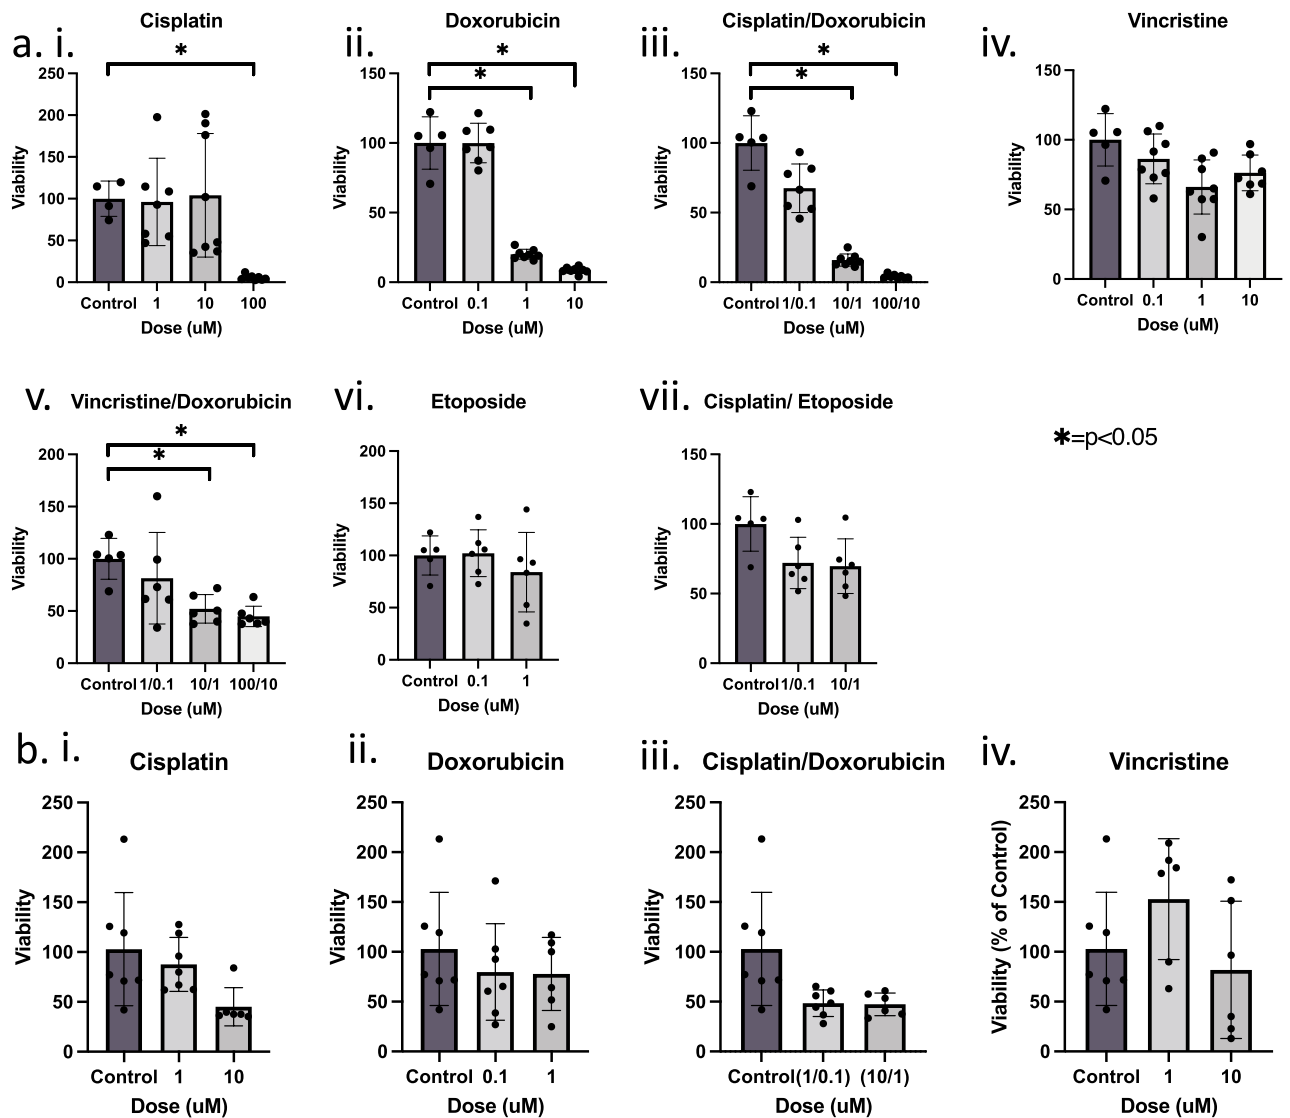 a. i.
Cisplatin
*
Viability
250
200
150
100
50
0
Control 1 10 100
Dose (uM)
ii.
Doxorubicin
*
*
Viability
150
100
50
0
Control 0.1 1 10
Dose (uM)
iii.
Cisplatin/Doxorubicin
*
*
Viability
150
100
50
0
Control 1/0.1 10/1 100/10
Dose (uM)
iv.
Vincristine
Viability
150
100
50
0
Control 0.1 1 10
Dose (uM)
v.
Vincristine/Doxorubicin
*
*
Viability
200
150
100
50
0
Control 1/0.1 10/1 100/10
Dose (uM)
vi.
Etoposide
Viability
200
150
100
50
0
Control 0.1 1
Dose (uM)
vii.
Cisplatin/ Etoposide
Viability
150
100
50
0
Control 1/0.1 10/1
Dose (uM)
*=p<0.05
b. i.
Cisplatin
Viability
250
200
150
100
50
0
Control 1 10
Dose (uM)
ii.
Doxorubicin
Viability
250
200
150
100
50
0
Control 0.1 1
Dose (uM)
iii.
Cisplatin/Doxorubicin
Viability
250
200
150
100
50
0
Control (1/0.1) (10/1)
Dose (uM)
iv.
Vincristine
Viability (% of Control)
250
200
150
100
50
0
Control 1 10
Dose (uM)